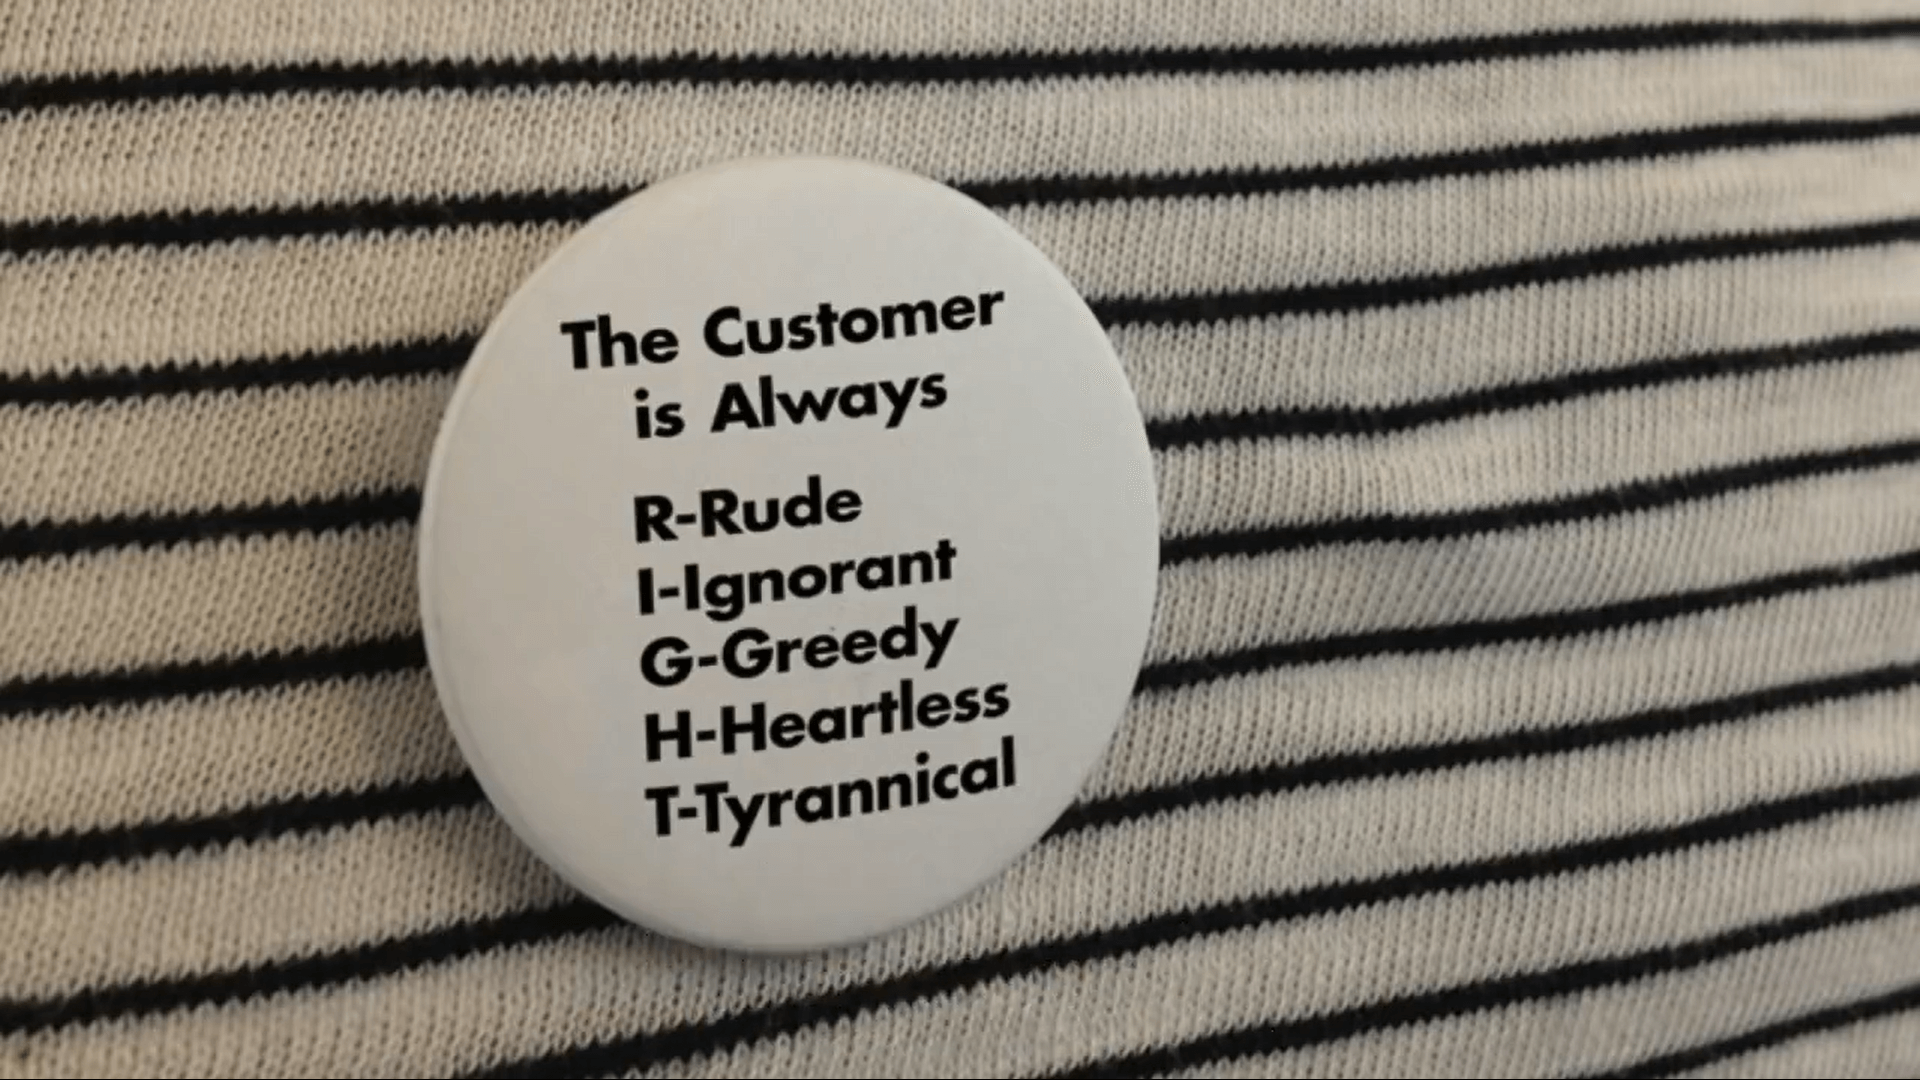 The Customer
is Always
R-Rude
I-Ignorant
G-Greedy
H-Heartless
T-Tyrannical